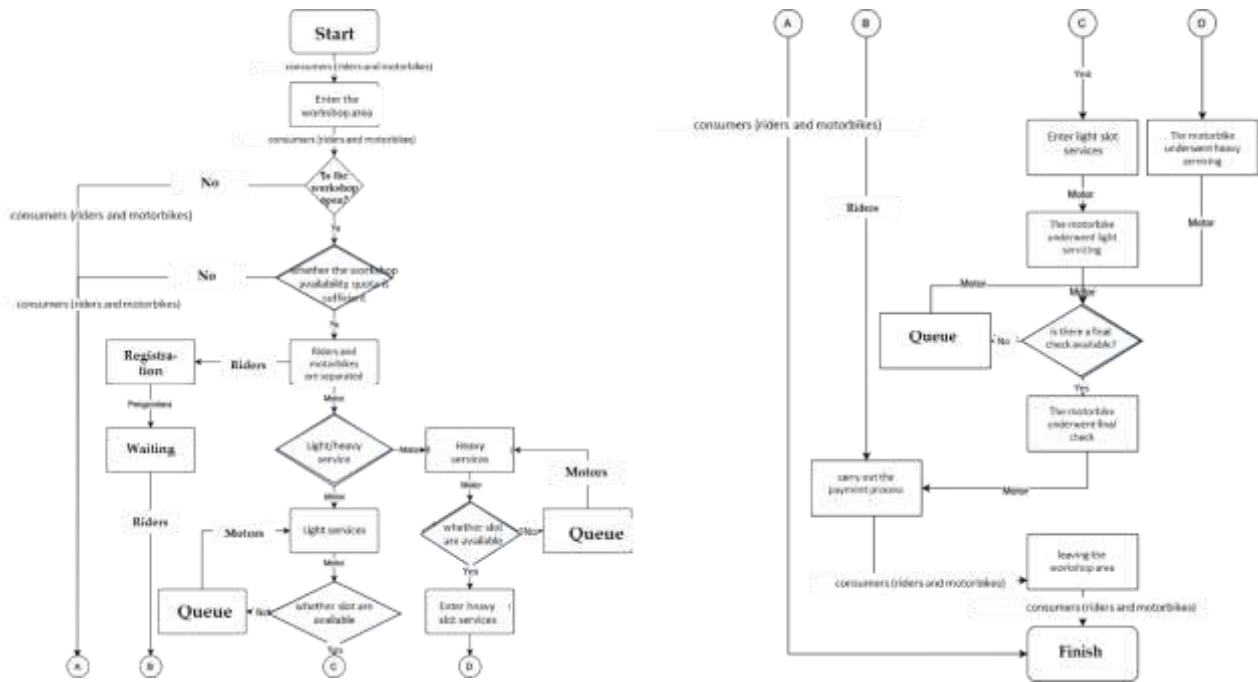 Start
consumers (riders and motorbikes)
Enter the
workshop area
consumers (riders and motorbikes)
Is the
workshop
open?
No
consumers (riders and motorbikes)
Ya
whether the workshop
availability quota is
sufficient
No
consumers (riders and motorbikes)
Ya
Riders and
motorbikes
are separated
Riders
Registra-
tion
Waiting
Riders
Motor
Light/heavy
service
Motor
Heavy
services
Motors
Motor
Motor
Light services
Motors
whether slot
are available
No
Queue
Motor
Yes
Queue
No
whether slot are
available
Enter heavy
slot services
Yes
A
B
C
D
A
B
C
D
Yes
consumers (riders and motorbikes)
Enter light slot
services
The motorbike
underwent heavy
servicing
Motor
Riders
Motor
The motorbike
underwent light
servicing
Motor
Motor
Queue
No
is there a final
check available?
Yes
The motorbike
underwent final
check
carry out the
payment process
Motor
leaving the
workshop area
consumers (riders and motorbikes)
consumers (riders and motorbikes)
Finish